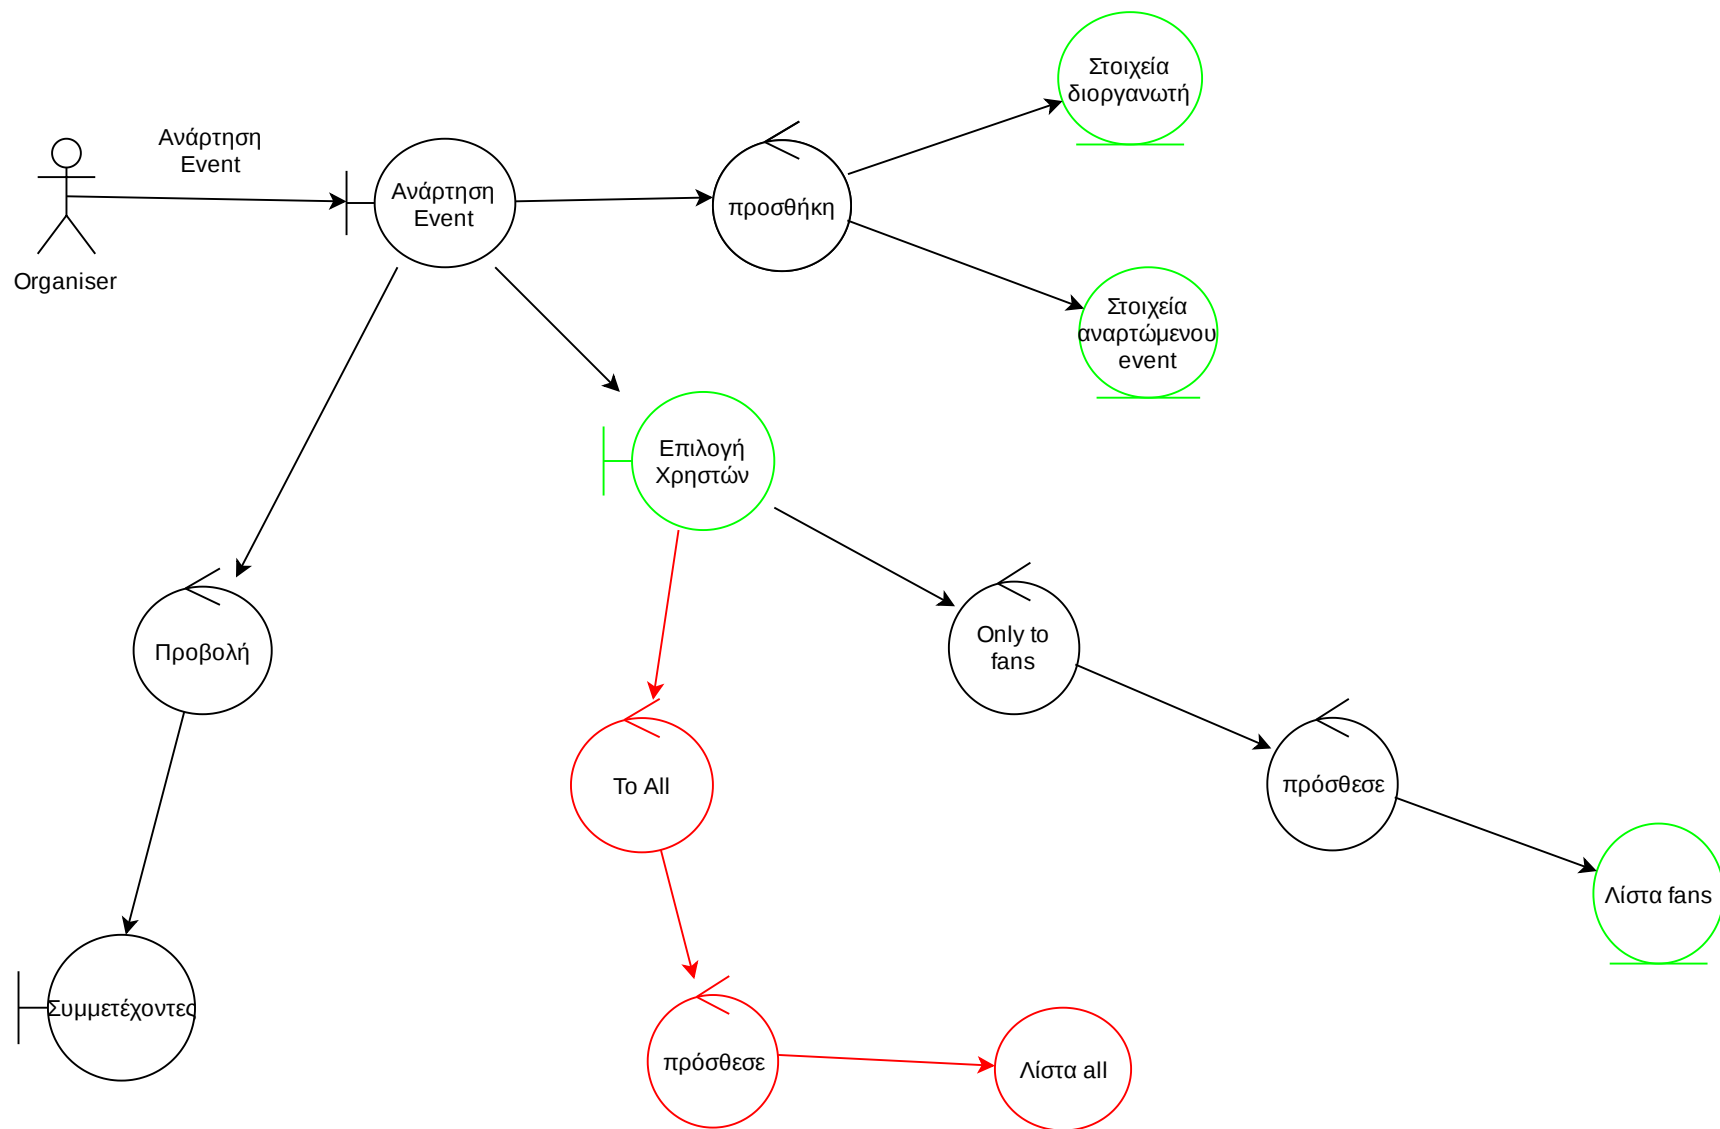 Στοιχεία
διοργανωτή
Ανάρτηση
Event
Ανάρτηση
Event
προσθήκη
Organiser
Στοιχεία
αναρτώμενου
event
Επιλογή
Χρηστών
Προβολή
Only to
fans
To All
πρόσθεσε
Λίστα fans
Συμμετέχοντες
πρόσθεσε
Λίστα all